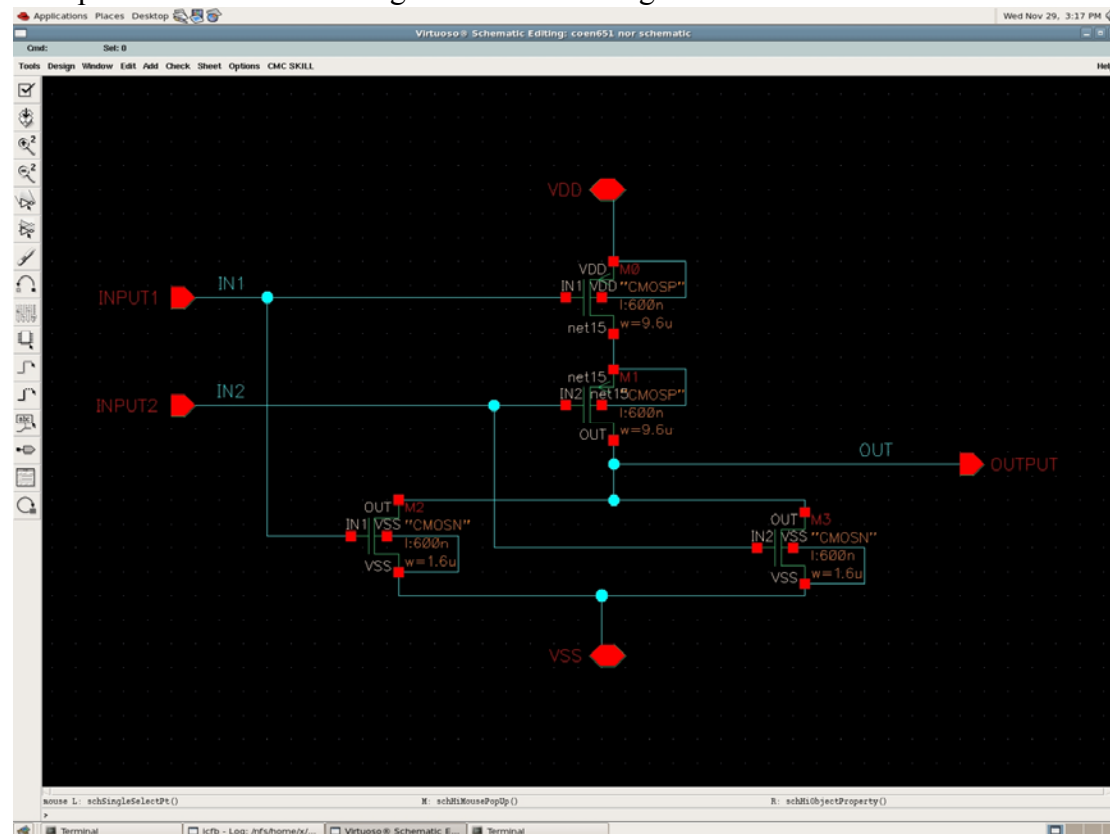 Applications Places Desktop
Wed Nov 29, 3:17 PM
Virtuoso® Schematic Editing: coen651 nor schematic
Cmd: Sel: 0
Tools Design Window Edit Add Check Sheet Options CMC SKILL Hel
VDD
VDD M0
INPUT1 IN1 IN1 VDD "CMOSP"
l:600n
net15 w=9.6u
net15 M1
INPUT2 IN2 IN2 net15 "CMOSP"
l:600n
OUT w=9.6u
OUT OUTPUT
OUT M2
IN1 VSS "CMOSN"
l:600n
VSS w=1.6u
OUT M3
IN2 VSS "CMOSN"
l:600n
VSS w=1.6u
VSS
mouse L: schSingleSelectPt() M: schHiMousePopUp() R: schHiObjectProperty()
>
Terminal icfb - Log: /nfs/home/x/... Virtuoso® Schematic E... Terminal